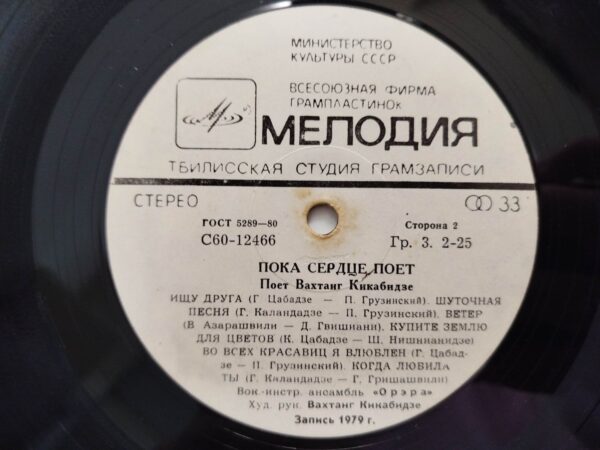 МИНИСТЕРСТВО
КУЛЬТУРЫ СССР
ВСЕСОЮЗНАЯ ФИРМА
ГРАМПЛАСТИНОК
МЕЛОДИЯ
ТБИЛИССКАЯ СТУДИЯ ГРАМЗАПИСИ
СТЕРЕО
33
ГОСТ 5289—80
Сторона 2
С60-12466
Гр. 3. 2-25
ПОКА СЕРДЦЕ ПОЕТ
Поет Вахтанг Кикабидзе
ИЩУ ДРУГА (Г Цабадзе — П. Грузинский). ШУТОЧНАЯ
ПЕСНЯ (Г. Каландадзе — П. Грузинский). ВЕТЕР
(В Азарашвили — Д. Гвишиани). КУПИТЕ ЗЕМЛЮ
ДЛЯ ЦВЕТОВ (К. Цабадзе — Ш. Нишнианидзе)
ВО ВСЕХ КРАСАВИЦ Я ВЛЮБЛЕН (Г. Цабад-
зе — П Грузинский). КОГДА ЛЮБИЛА
ТЫ (Г. Каландадзе — Г. Гришашвили)
Вок.-инстр. ансамбль «Орэра»
Худ. рук. Вахтанг Кикабидзе
Запись 1979 г.